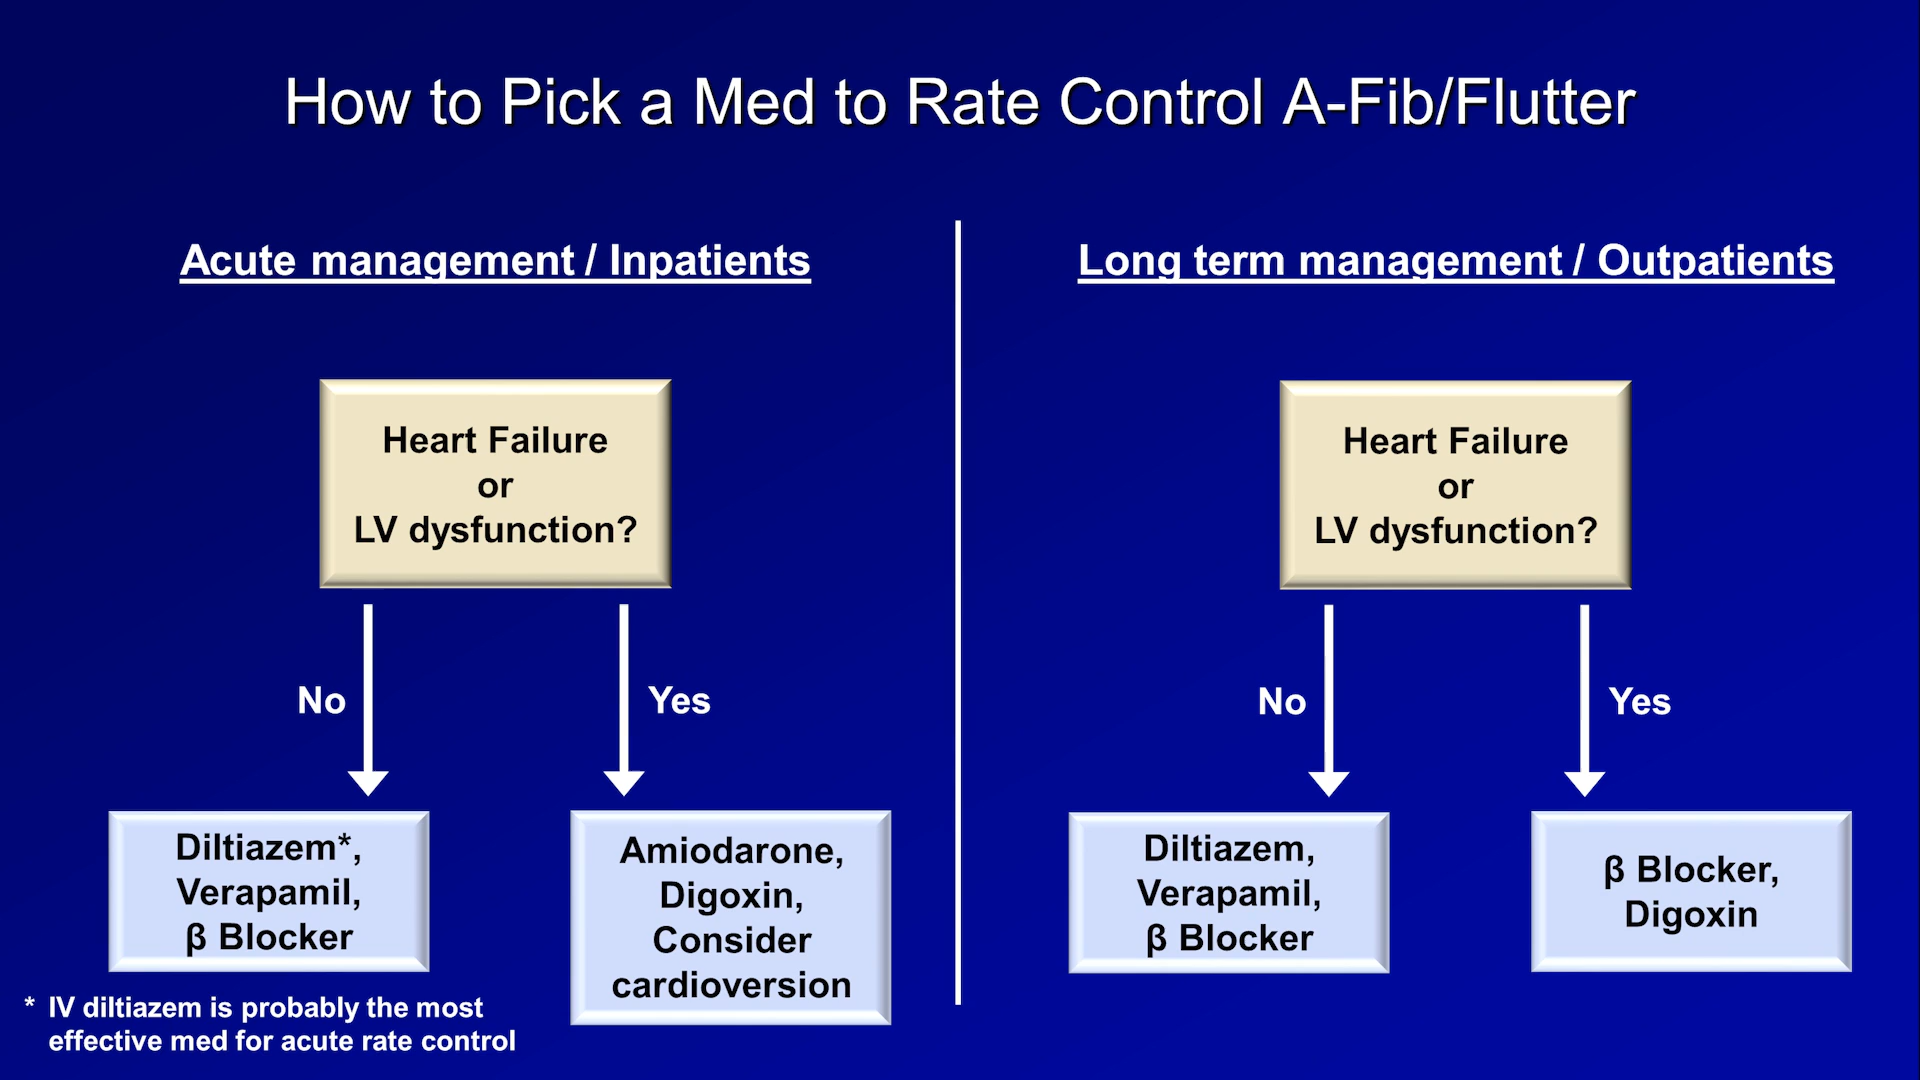 How to Pick a Med to Rate Control A-Fib/Flutter
Acute management / Inpatients
Heart Failure
or
LV dysfunction?
No
Yes
Diltiazem*,
Verapamil,
β Blocker
Amiodarone,
Digoxin,
Consider
cardioversion
* IV diltiazem is probably the most
effective med for acute rate control
Long term management / Outpatients
Heart Failure
or
LV dysfunction?
No
Yes
Diltiazem,
Verapamil,
β Blocker
β Blocker,
Digoxin